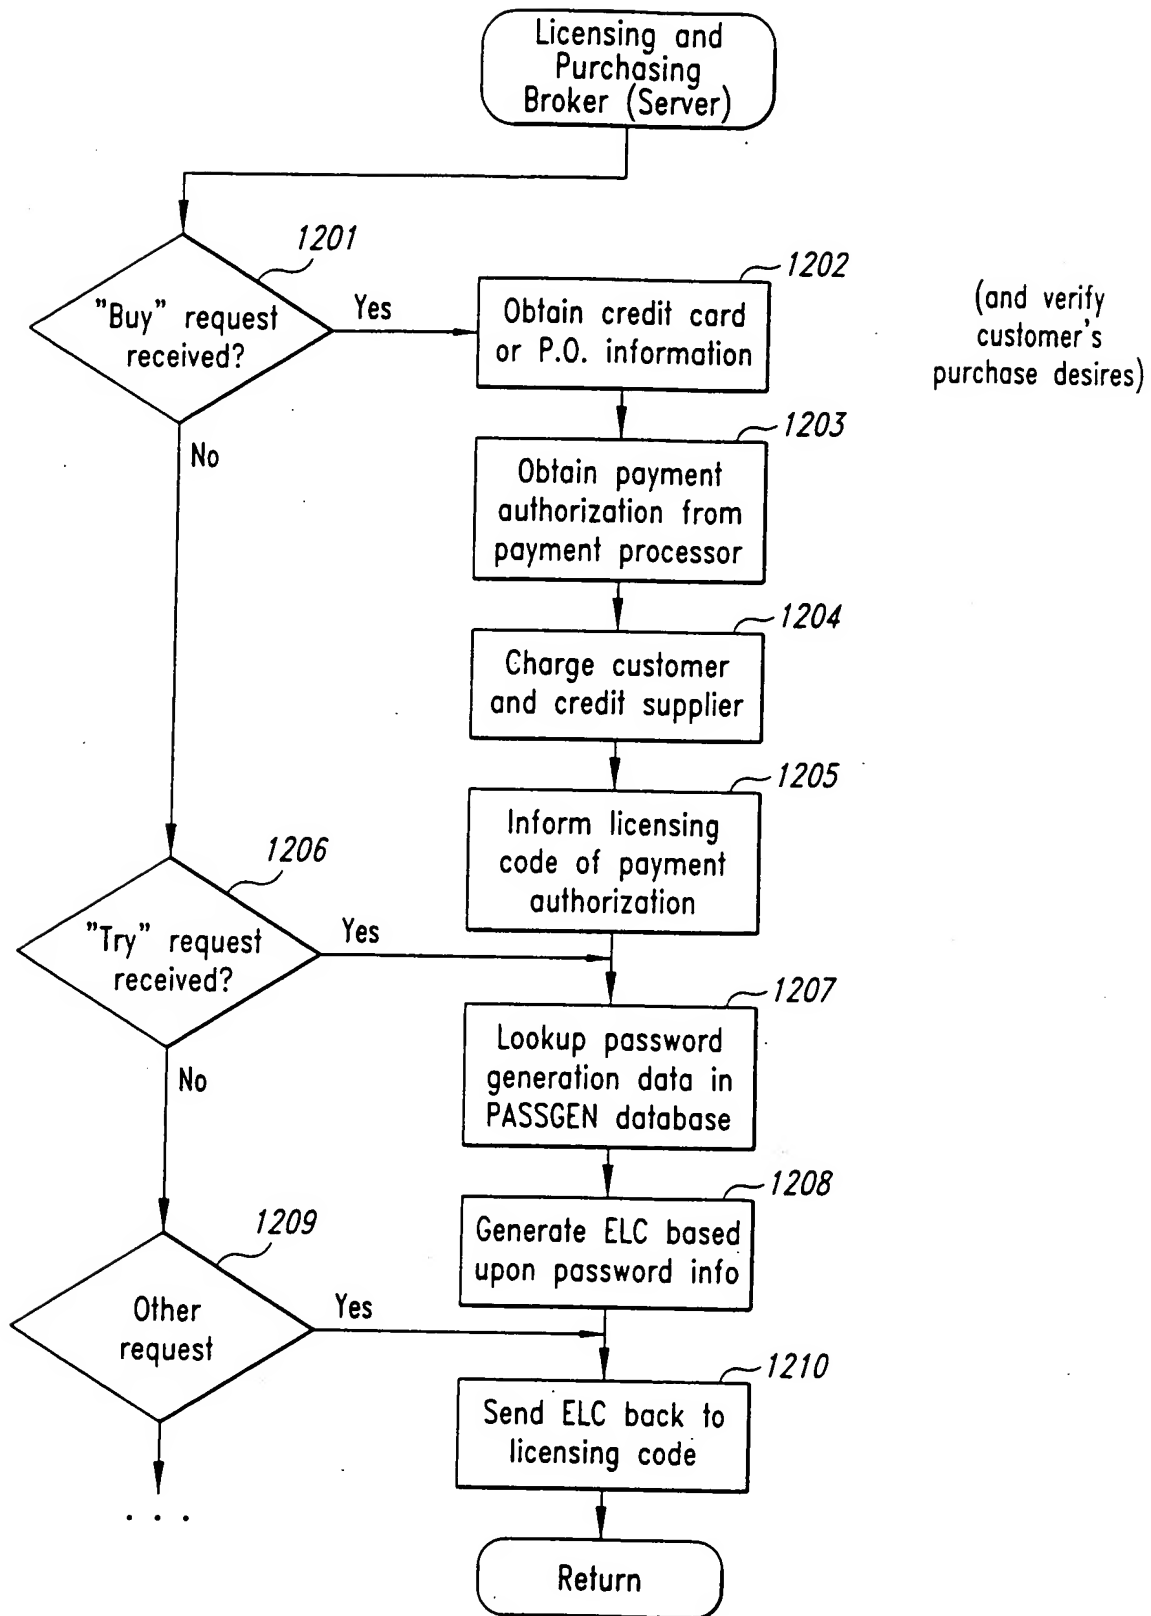 Licensing and
Purchasing
Broker (Server)
1201
"Buy" request
received?
Yes
No
1202
Obtain credit card
or P.O. information
(and verify
customer's
purchase desires)
1203
Obtain payment
authorization from
payment processor
1204
Charge customer
and credit supplier
1205
Inform licensing
code of payment
authorization
1206
"Try" request
received?
Yes
No
1207
Lookup password
generation data in
PASSGEN database
1208
Generate ELC based
upon password info
1209
Other
request
Yes
. . .
1210
Send ELC back to
licensing code
Return